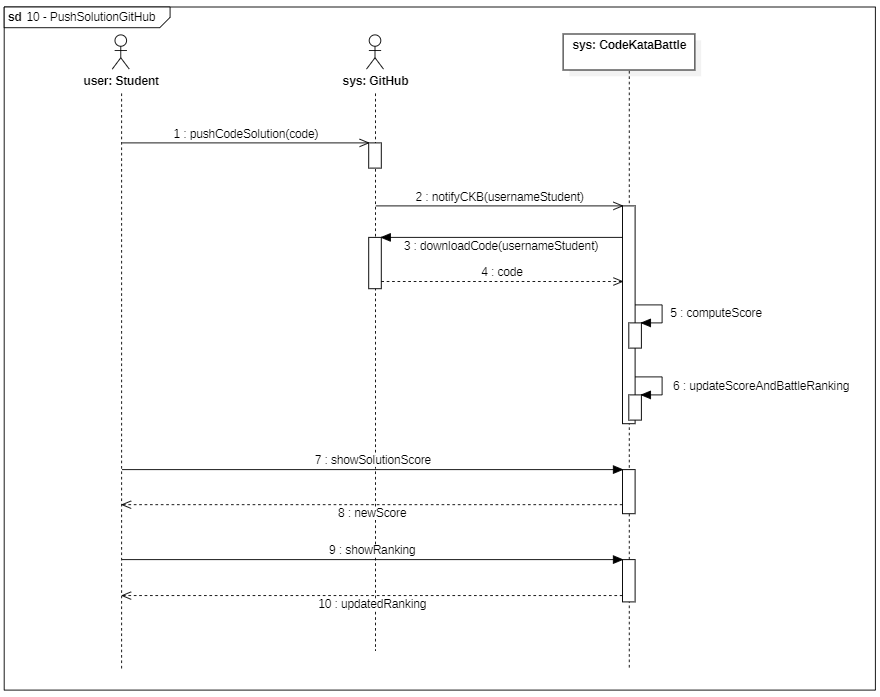 sd 10 - PushSolutionGitHub
user: Student
sys: GitHub
sys: CodeKataBattle
1 : pushCodeSolution(code)
2 : notifyCKB(usernameStudent)
3 : downloadCode(usernameStudent)
4 : code
5 : computeScore
6 : updateScoreAndBattleRanking
7 : showSolutionScore
8 : newScore
9 : showRanking
10 : updatedRanking